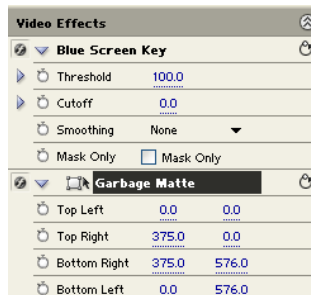 Video Effects
Blue Screen Key
Threshold 100.0
Cutoff 0.0
Smoothing None
Mask Only Mask Only
Garbage Matte
Top Left 0.0 0.0
Top Right 375.0 0.0
Bottom Right 375.0 576.0
Bottom Left 0.0 576.0